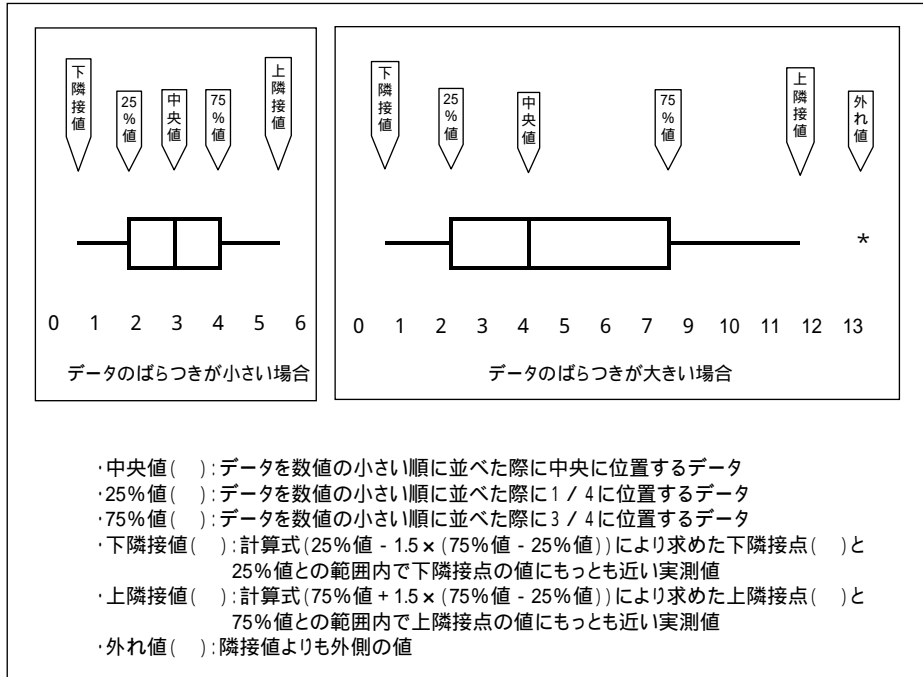 下隣接値
25%値
中央値
75%値
上隣接値
0 1 2 3 4 5 6
データのばらつきが小さい場合
下隣接値
25%値
中央値
75%値
上隣接値
外れ値
*
0 1 2 3 4 5 6 7 8 9 10 11 12 13
データのばらつきが大きい場合
・中央値( ):データを数値の小さい順に並べた際に中央に位置するデータ
・25%値( ):データを数値の小さい順に並べた際に1/4に位置するデータ
・75%値( ):データを数値の小さい順に並べた際に3/4に位置するデータ
・下隣接値( ):計算式(25%値-1.5×(75%値-25%値))により求めた下隣接点( )と
25%値との範囲内で下隣接点の値にもっとも近い実測値
・上隣接値( ):計算式(75%値+1.5×(75%値-25%値))により求めた上隣接点( )と
75%値との範囲内で上隣接点の値にもっとも近い実測値
・外れ値( ):隣接値よりも外側の値